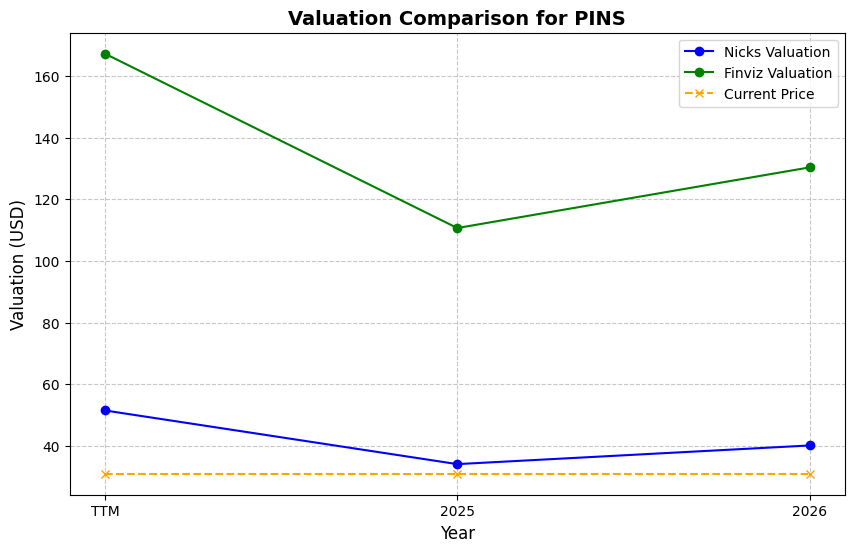 Valuation Comparison for PINS
Nicks Valuation
Finviz Valuation
Current Price
Valuation (USD)
160
140
120
100
80
60
40
TTM
2025
2026
Year